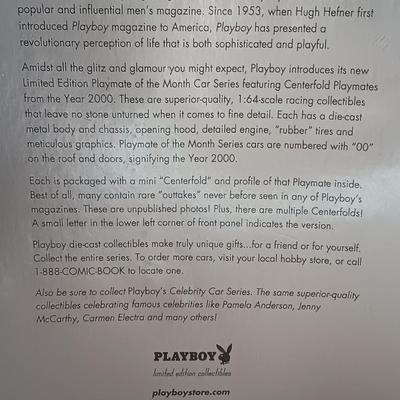 popular and influential men's magazine. Since 1953, when Hugh Hefner first
introduced Playboy magazine to America, Playboy has presented a
revolutionary perception of life that is both sophisticated and playful.
Amidst all the glitz and glamour you might expect, Playboy introduces its new
Limited Edition Playmate of the Month Car Series featuring Centerfold Playmates
from the Year 2000. These are superior-quality, 1:64-scale racing collectibles
that leave no stone unturned when it comes to fine detail. Each has a die-cast
metal body and chassis, opening hood, detailed engine, "rubber" tires and
meticulous graphics. Playmate of the Month Series cars are numbered with "00"
on the roof and doors, signifying the Year 2000.
Each is packaged with a mini "Centerfold" and profile of that Playmate inside.
Best of all, many contain rare "outtakes" never before seen in any of Playboy's
magazines. These are unpublished photos! Plus, there are multiple Centerfolds!
A small letter in the lower left corner of front panel indicates the version.
Playboy die-cast collectibles make truly unique gifts...for a friend or for yourself.
Collect the entire series. To order more cars, visit your local hobby store, or call
1-888-COMIC-BOOK to locate one.
Also be sure to collect Playboy's Celebrity Car Series. The same superior-quality
collectibles celebrating famous celebrities like Pamela Anderson, Jenny
McCarthy, Carmen Electra and many others!
PLAYBOY
limited edition collectibles
playboystore.com